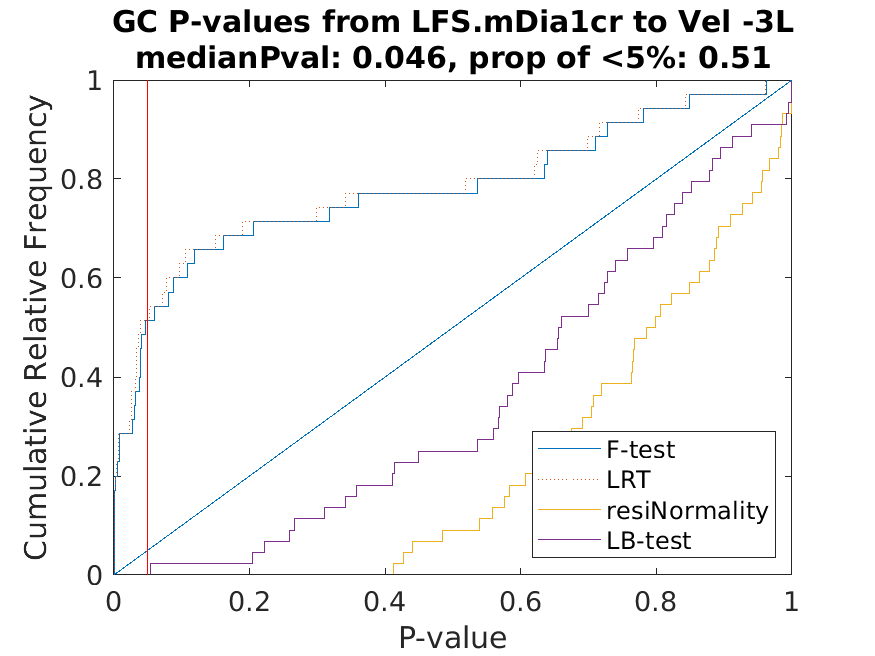 GC P-values from LFS.mDia1cr to Vel -3L
medianPval: 0.046, prop of <5%: 0.51
Cumulative Relative Frequency
1
0.8
0.6
0.4
0.2
0
F-test
LRT
resiNormality
LB-test
0
0.2
0.4
0.6
0.8
1
P-value